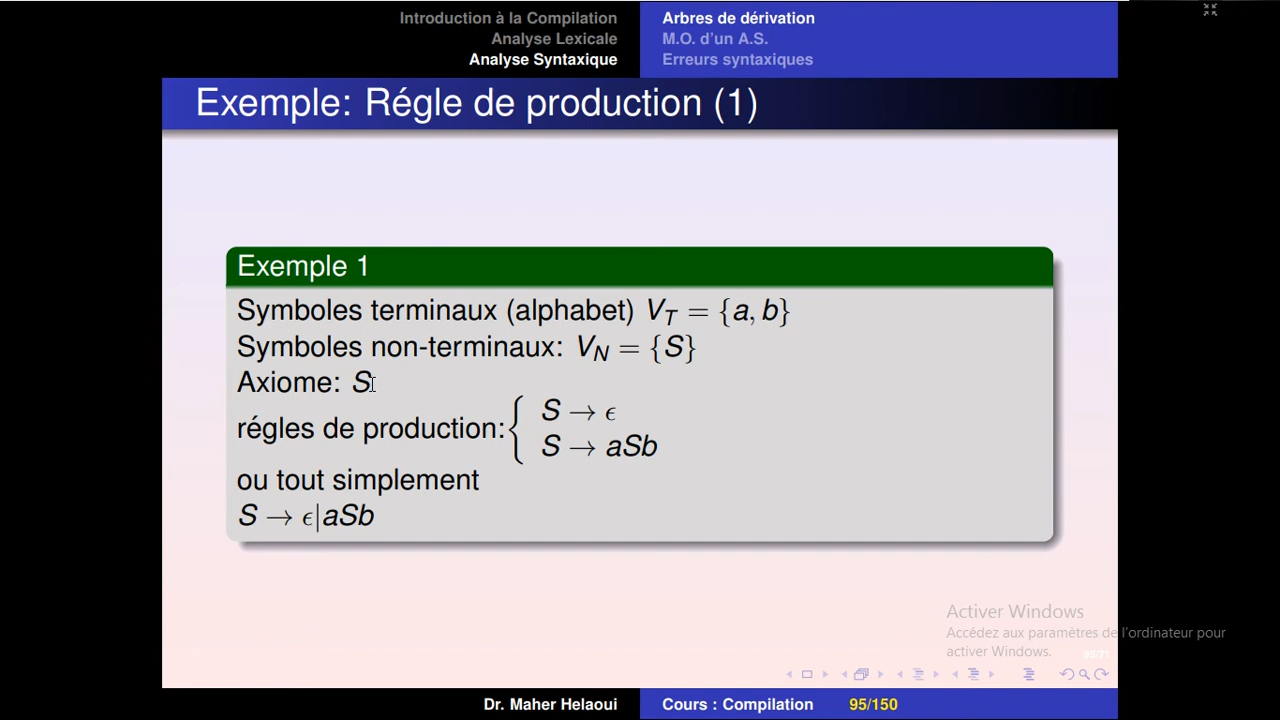 Introduction à la Compilation
Analyse Lexicale
Analyse Syntaxique
Arbres de dérivation
M.O. d'un A.S.
Erreurs syntaxiques
Exemple: Régle de production (1)
Exemple 1
Symboles terminaux (alphabet) V_T = {a, b}
Symboles non-terminaux: V_N = {S}
Axiome: S
régles de production: { S → ϵ
S → aSb
ou tout simplement
S → ϵ|aSb
Activer Windows
Accédez aux paramètres de l'ordinateur pour
activer Windows.
Dr. Maher Helaoui
Cours : Compilation
95/150